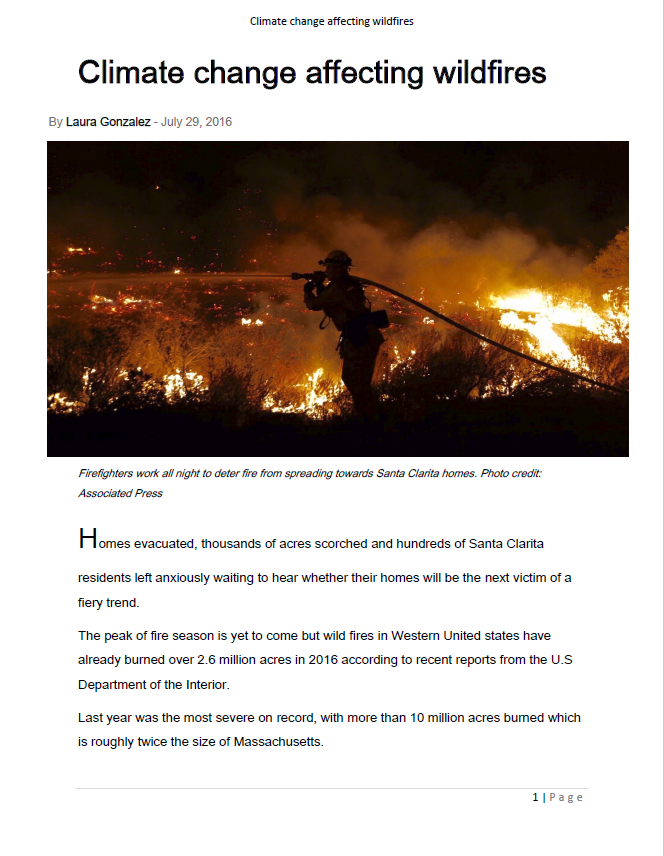 Climate change affecting wildfires
Climate change affecting wildfires
By Laura Gonzalez - July 29, 2016
Firefighters work all night to deter fire from spreading towards Santa Clarita homes. Photo credit:
Associated Press
Homes evacuated, thousands of acres scorched and hundreds of Santa Clarita
residents left anxiously waiting to hear whether their homes will be the next victim of a
fiery trend.
The peak of fire season is yet to come but wild fires in Western United states have
already burned over 2.6 million acres in 2016 according to recent reports from the U.S
Department of the Interior.
Last year was the most severe on record, with more than 10 million acres burned which
is roughly twice the size of Massachusetts.
1 | Page